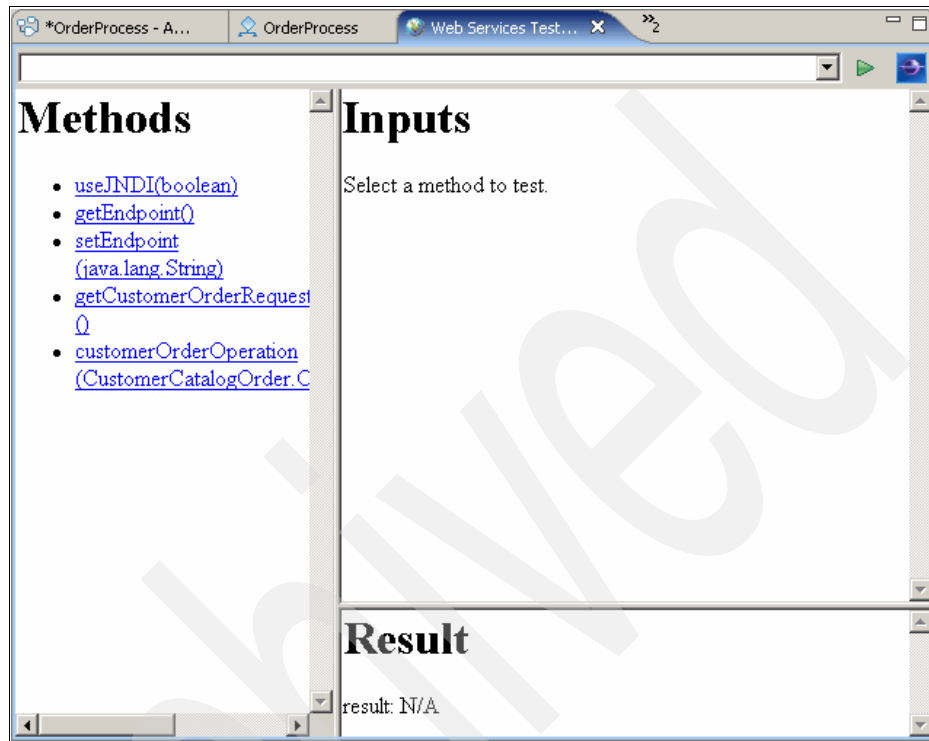 *OrderProcess - A...
OrderProcess
Web Services Test...
»2
Methods
useJNDI(boolean)
getEndpoint()
setEndpoint
(java.lang.String)
getCustomerOrderRequest
()
customerOrderOperation
(CustomerCatalogOrder.C
Inputs
Select a method to test.
Result
result: N/A